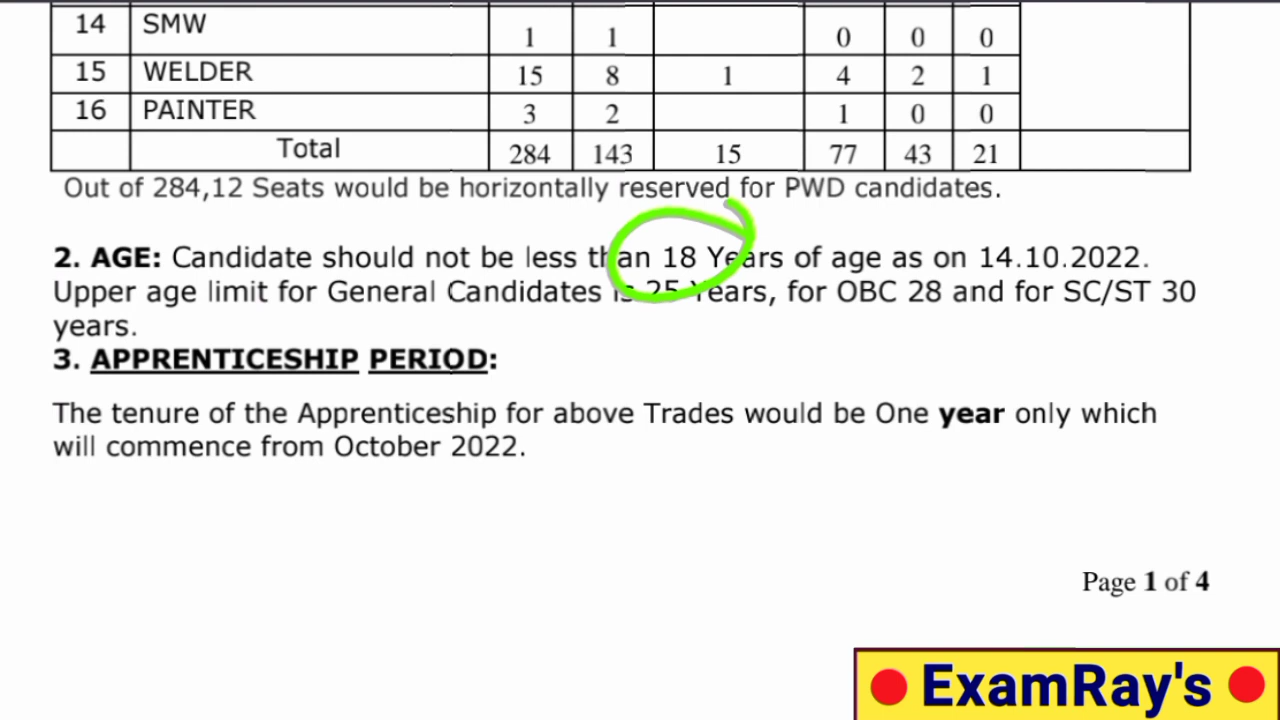 14 SMW 1 1 0 0 0
15 WELDER 15 8 1 4 2 1
16 PAINTER 3 2 1 0 0
Total 284 143 15 77 43 21
Out of 284,12 Seats would be horizontally reserved for PWD candidates.
2. AGE: Candidate should not be less than 18 Years of age as on 14.10.2022.
Upper age limit for General Candidates is 25 Years, for OBC 28 and for SC/ST 30
years.
3. APPRENTICESHIP PERIOD:
The tenure of the Apprenticeship for above Trades would be One year only which
will commence from October 2022.
Page 1 of 4
ExamRay's